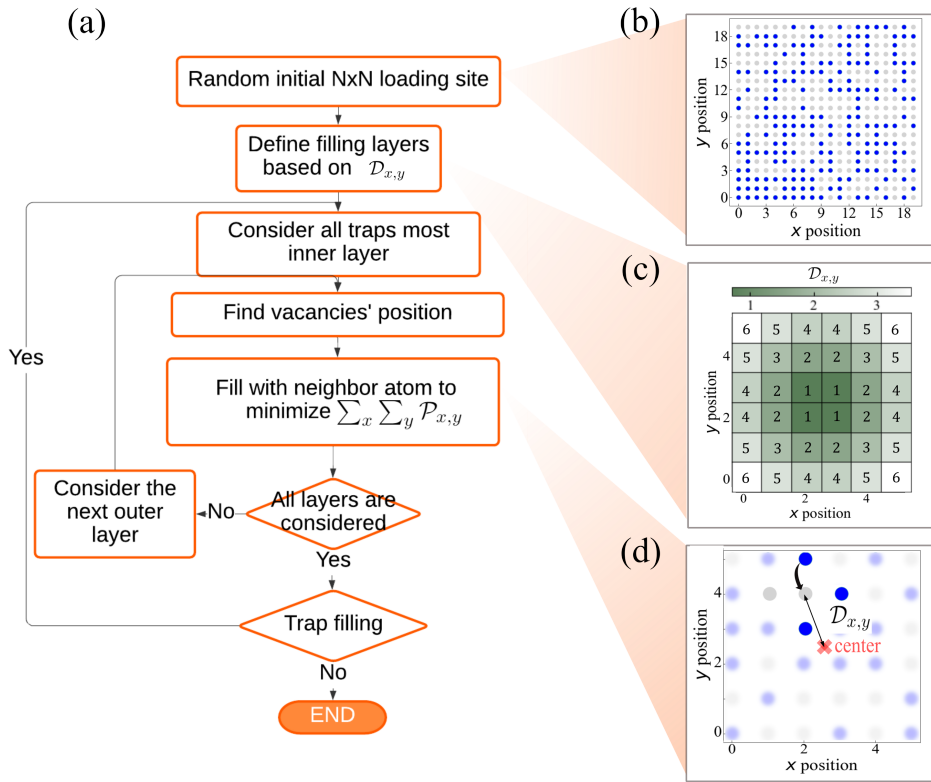 (a)
Random initial NxN loading site
Define filling layers
based on 𝒟x,y
Consider all traps most
inner layer
Find vacancies' position
Fill with neighbor atom to
minimize ∑x ∑y 𝒫x,y
All layers are
considered
No
Consider the
next outer
layer
Yes
Trap filling
Yes
No
END
(b)
18
15
12
9
6
3
0
y position
0 3 6 9 12 15 18
x position
(c)
𝒟x,y
1 2 3
6 5 4 4 5 6
5 3 2 2 3 5
4 2 1 1 2 4
4 2 1 1 2 4
5 3 2 2 3 5
6 5 4 4 5 6
4
2
0
y position
0 2 4
x position
(d)
4
2
0
y position
𝒟x,y
center
0 2 4
x position